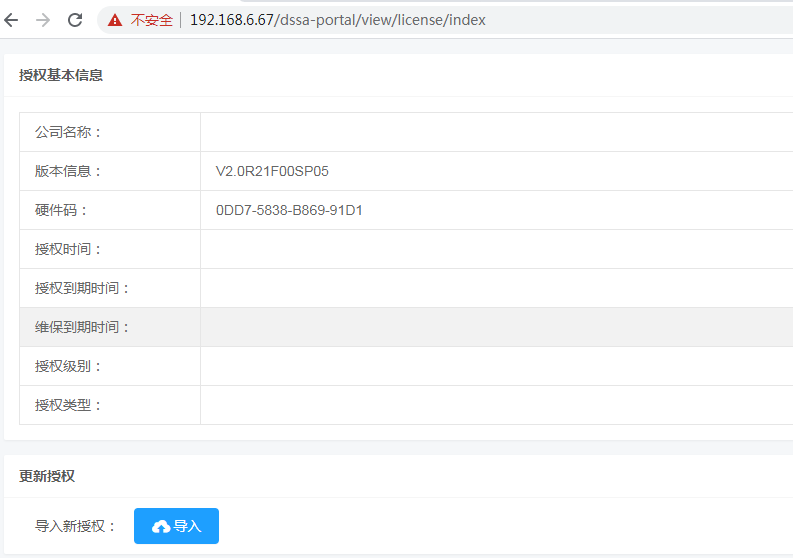 不安全 | 192.168.6.67/dssa-portal/view/license/index
授权基本信息
公司名称：
版本信息： V2.0R21F00SP05
硬件码： 0DD7-5838-B869-91D1
授权时间：
授权到期时间：
维保到期时间：
授权级别：
授权类型：
更新授权
导入新授权： 导入